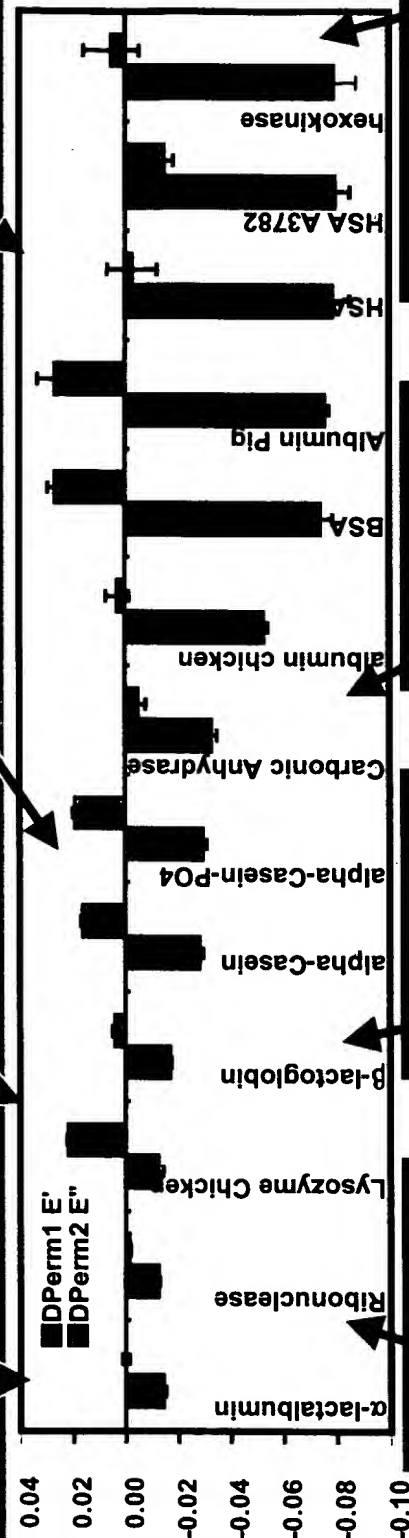 0.04
0.02
0.00
-0.02
-0.04
-0.06
-0.08
-0.10
DPerm1 E'
DPerm2 E"
α-lactalbumin
Ribonuclease
Lysozyme Chicke
β-lactoglobin
alpha-Casein
alpha-Casein-PO4
Carbonic Anhydrase
albumin chicken
BSA
Albumin Pig
HSA
HSA A3782
hexokinase